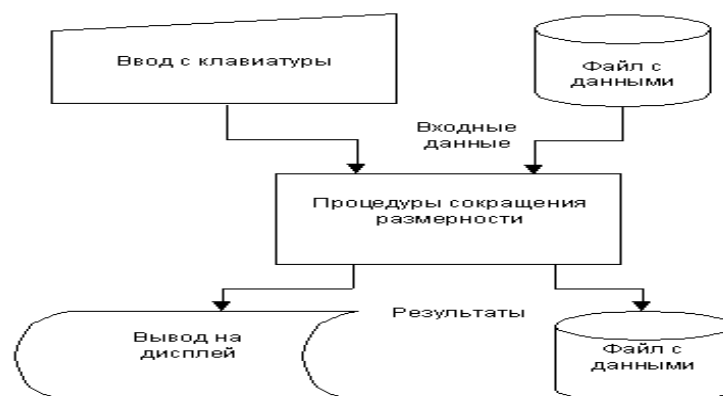 Ввод с клавиатуры
Файл с
данными
Входные
данные
Процедуры сокращения
размерности
Результаты
Вывод на
дисплей
Файл с
данными